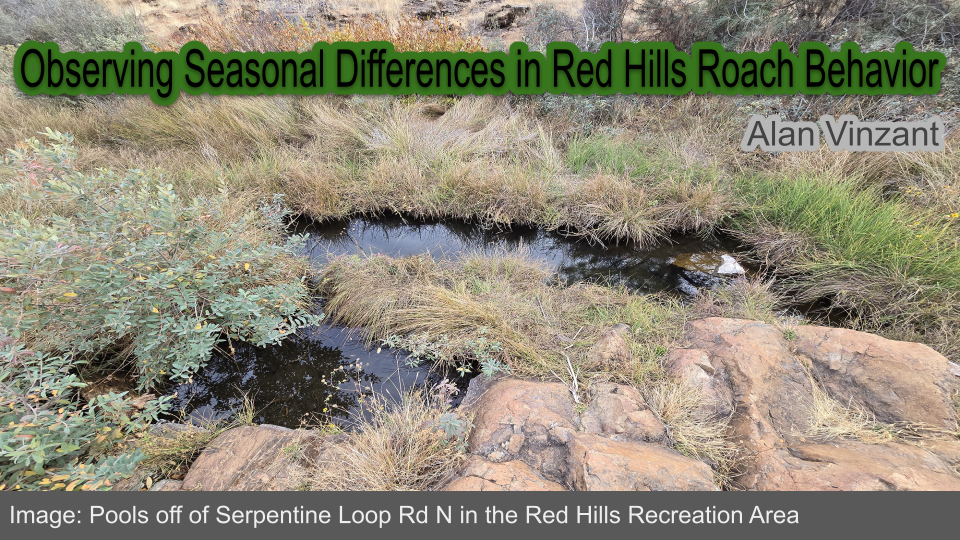 Observing Seasonal Differences in Red Hills Roach Behavior
Alan Vinzant
Image: Pools off of Serpentine Loop Rd N in the Red Hills Recreation Area